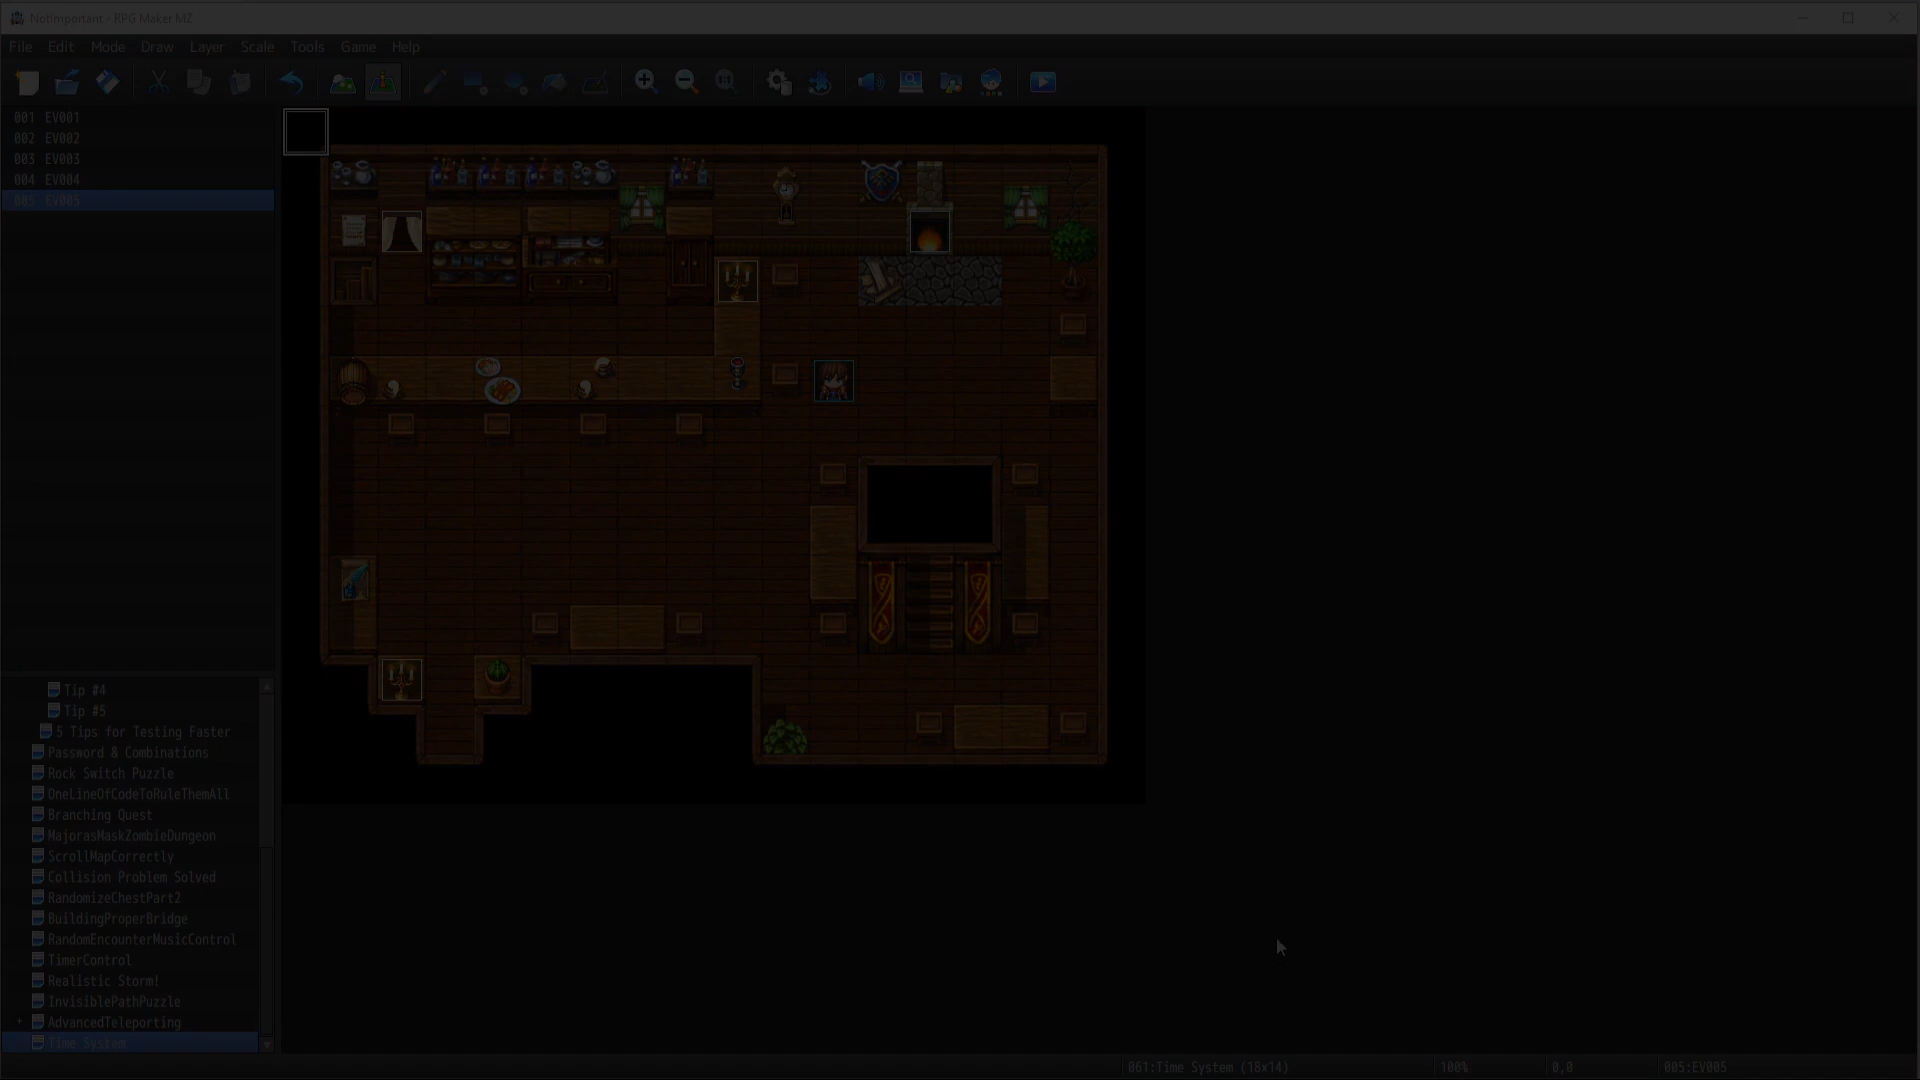 NotImportant - RPG Maker MZ
File Edit Mode Draw Layer Scale Tools Game Help
001 EV001
002 EV002
003 EV003
004 EV004
005 EV005
Tip #4
Tip #5
5 Tips for Testing Faster
Password & Combinations
Rock Switch Puzzle
OneLineOfCodeToRuleThemAll
Branching Quest
MajorasMaskZombieDungeon
ScrollMapCorrectly
Collision Problem Solved
RandomizeChestPart2
BuildingProperBridge
RandomEncounterMusicControl
TimerControl
Realistic Storm!
InvisiblePathPuzzle
AdvancedTeleporting
Time System
061:Time System (18x14) 100% 0,0 005:EV005